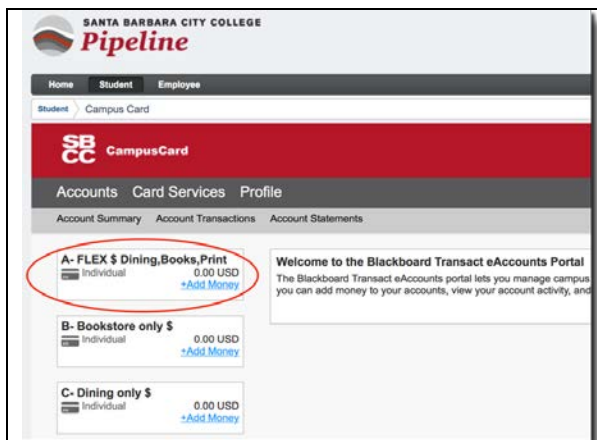 SANTA BARBARA CITY COLLEGE
Pipeline
Home Student Employee
Student Campus Card
SB
CC CampusCard
Accounts Card Services Profile
Account Summary Account Transactions Account Statements
A- FLEX $ Dining,Books,Print
Individual 0.00 USD
+Add Money
B- Bookstore only $
Individual 0.00 USD
+Add Money
C- Dining only $
Individual 0.00 USD
+Add Money
Welcome to the Blackboard Transact eAccounts Portal
The Blackboard Transact eAccounts portal lets you manage campus
you can add money to your accounts, view your account activity, and